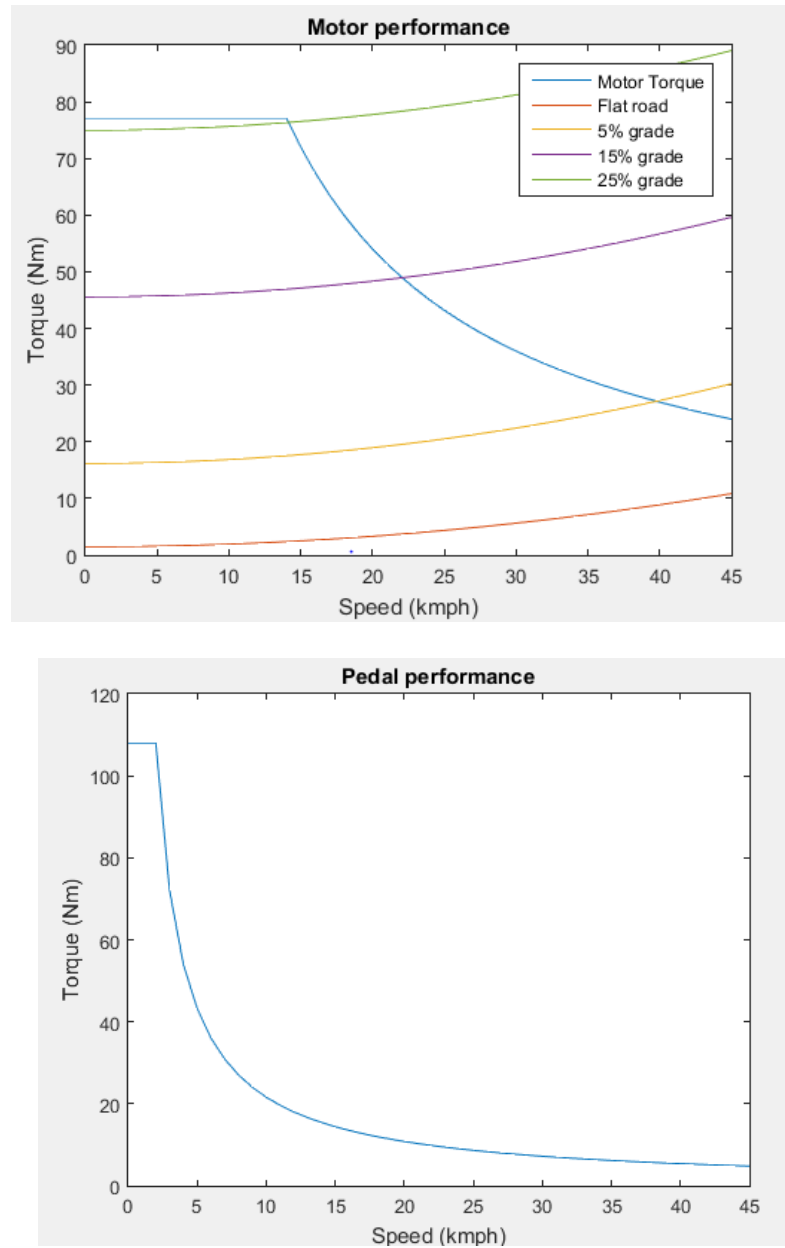 Motor performance
90
80
70
60
50
40
30
20
10
0
Torque (Nm)
Motor Torque
Flat road
5% grade
15% grade
25% grade
0 5 10 15 20 25 30 35 40 45
Speed (kmph)
Pedal performance
120
100
80
60
40
20
0
Torque (Nm)
0 5 10 15 20 25 30 35 40 45
Speed (kmph)